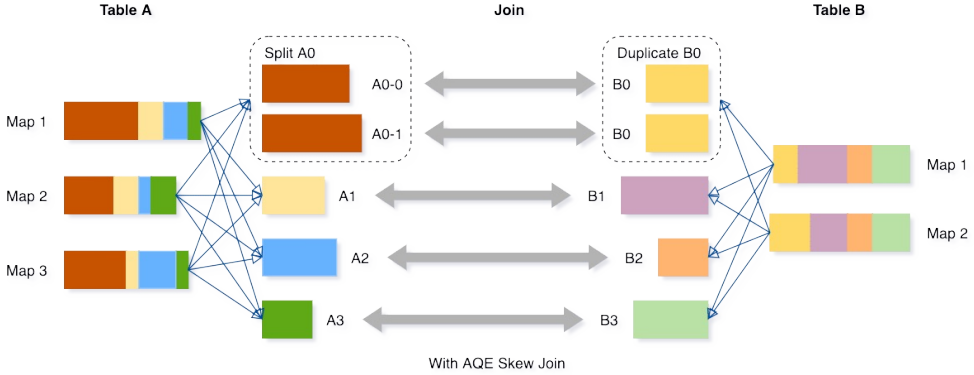 Table A
Join
Table B
Split A0
Duplicate B0
A0-0
B0
Map 1
A0-1
B0
Map 1
Map 2
A1
B1
Map 2
Map 3
A2
B2
A3
B3
With AQE Skew Join